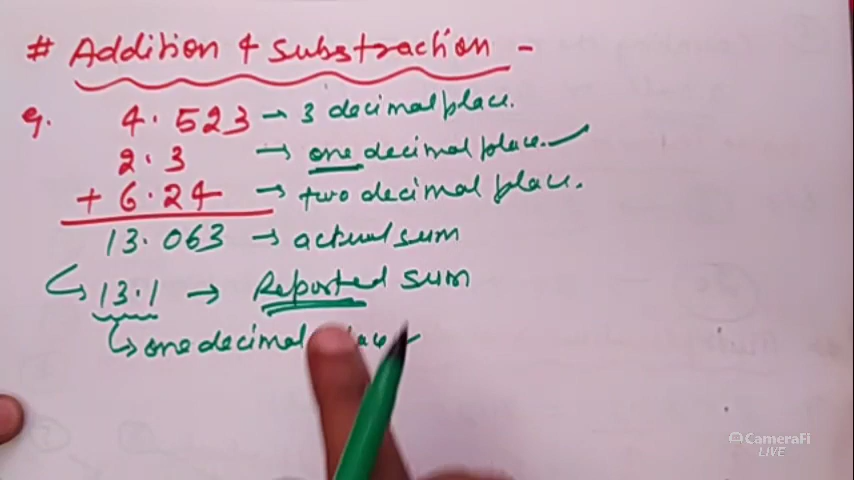 # Addition & Substraction -
eg. 4.523 → 3 decimal place.
2.3 → one decimal place.
+ 6.24 → two decimal place.
13.063 → actual sum
↳ 13.1 → Reported sum
↳ one decimal
CameraFi
LIVE